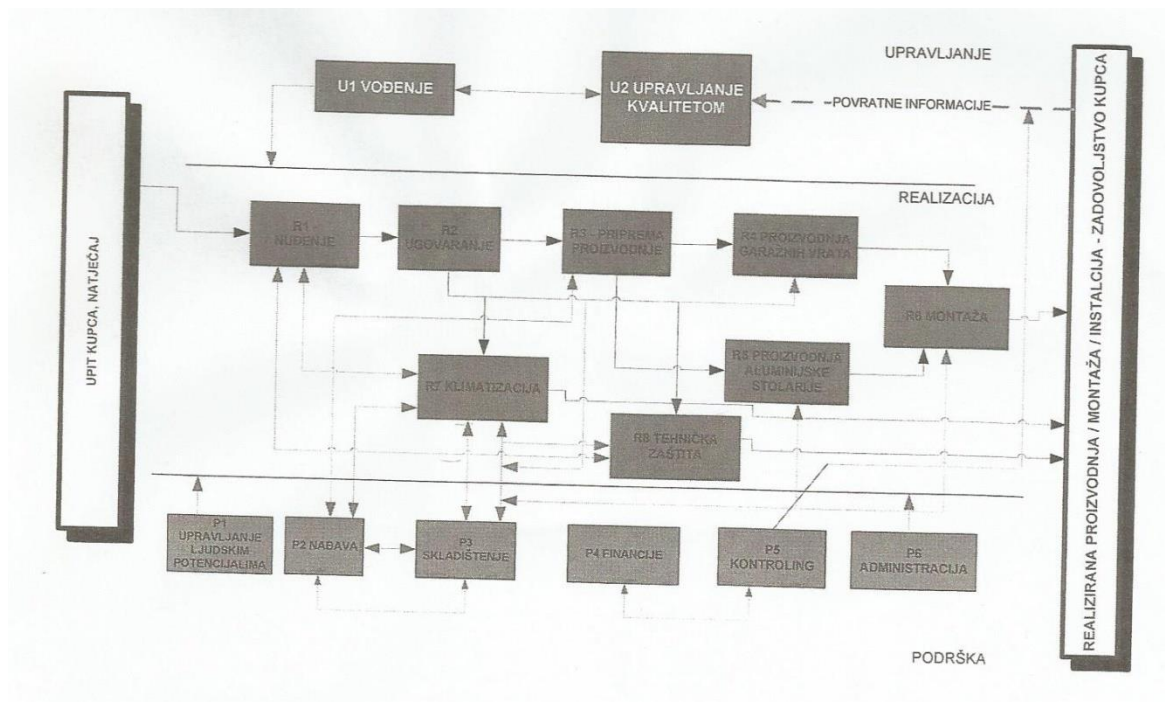 UPRAVLJANJE
U1 VOĐENJE
U2 UPRAVLJANJE
KVALITETOM
POVRATNE INFORMACIJE
UPIT KUPCA, NATJEČAJ
REALIZIRANA PROIZVODNJA / MONTAŽA / INSTALCIJA - ZADOVOLJSTVO KUPCA
REALIZACIJA
R1 -
NUĐENJE
R2
UGOVARANJE
R3 - PRIPREMA
PROIZVODNJE
R4 PROIZVODNJA
GARAŽNIH VRATA
R6 MONTAŽA
R5 PROIZVODNJA
ALUMINIJSKE
STOLARIJE
R7 KLIMATIZACIJA
R8 TEHNIČKA
ZAŠTITA
P1
UPRAVLJANJE
LJUDSKIM
POTENCIJALIMA
P2 NABAVA
P3
SKLADIŠTENJE
P4 FINANCIJE
P5
KONTROLING
P6
ADMINISTRACIJA
PODRŠKA